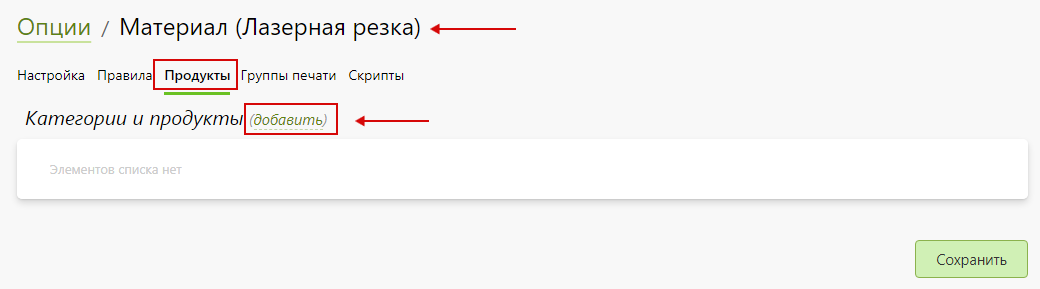 Опции / Материал (Лазерная резка)
Настройка Правила Продукты Группы печати Скрипты
Категории и продукты (добавить)
Элементов списка нет
Сохранить